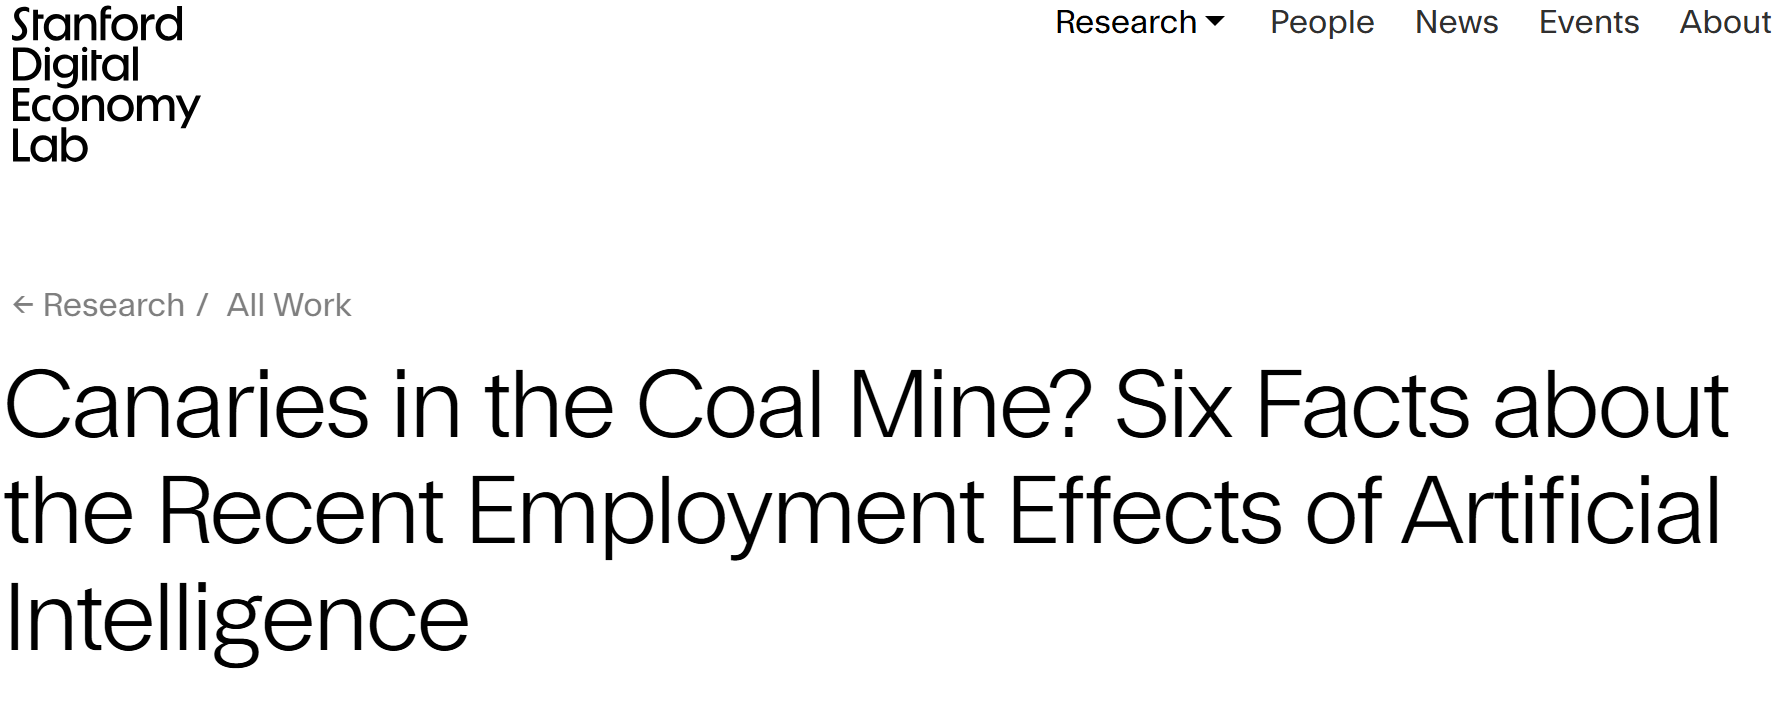 Stanford
Digital
Economy
Lab
Research People News Events About
← Research / All Work
Canaries in the Coal Mine? Six Facts about
the Recent Employment Effects of Artificial
Intelligence